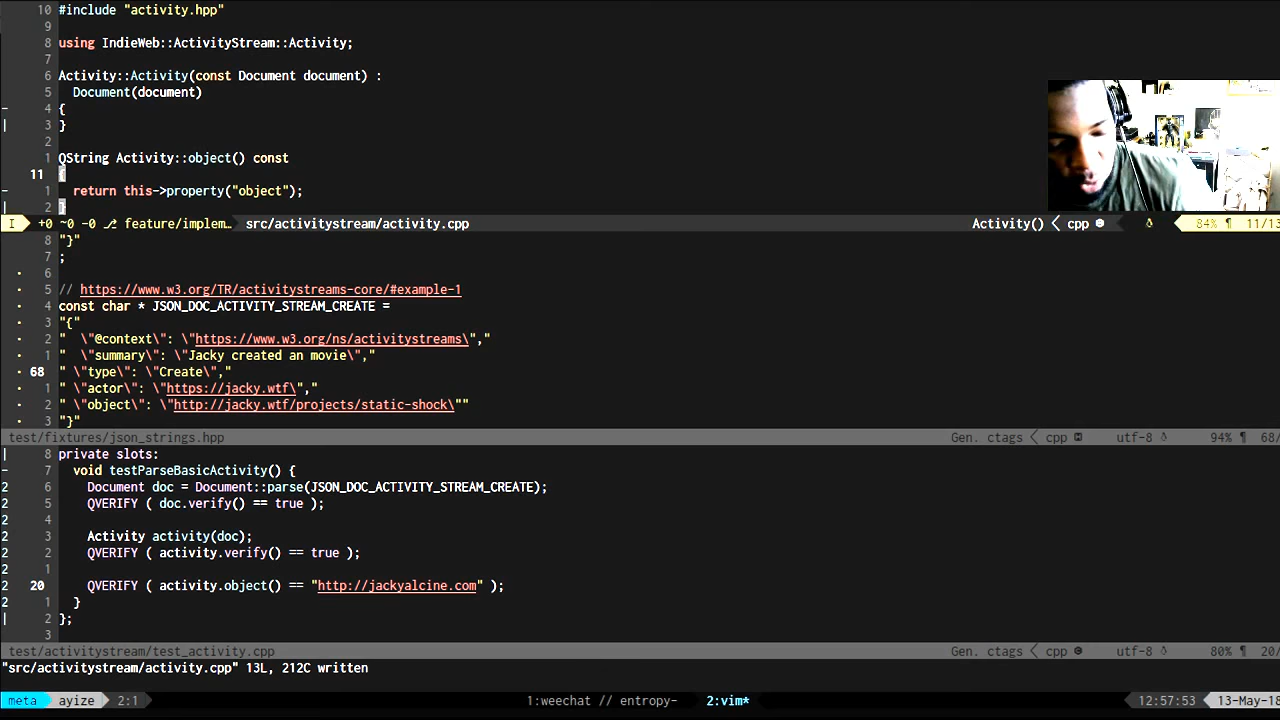 10 #include "activity.hpp"
9
8 using IndieWeb::ActivityStream::Activity;
7
6 Activity::Activity(const Document document) :
5   Document(document)
- 4 {
| 3 }
2
1 QString Activity::object() const
11 {
- 1   return this->property("object");
| 2 }
I +0 ~0 -0 ⎇ feature/implem… src/activitystream/activity.cpp Activity() cpp 84% ¶ 11/13
8 "}"
7 ;
· 6
· 5 // https://www.w3.org/TR/activitystreams-core/#example-1
· 4 const char * JSON_DOC_ACTIVITY_STREAM_CREATE =
· 3 "{"
· 2 "  \"@context\": \"https://www.w3.org/ns/activitystreams\","
· 1 "  \"summary\": \"Jacky created an movie\","
· 68 " \"type\": \"Create\","
· 1 " \"actor\": \"https://jacky.wtf\","
· 2 " \"object\": \"http://jacky.wtf/projects/static-shock\""
· 3 "}"
test/fixtures/json_strings.hpp Gen. ctags cpp utf-8 94% ¶ 68/
| 8 private slots:
- 7   void testParseBasicActivity() {
2 6     Document doc = Document::parse(JSON_DOC_ACTIVITY_STREAM_CREATE);
2 5     QVERIFY ( doc.verify() == true );
2 4
2 3     Activity activity(doc);
2 2     QVERIFY ( activity.verify() == true );
2 1
2 20     QVERIFY ( activity.object() == "http://jackyalcine.com" );
2 1   }
| 2 };
3
test/activitystream/test_activity.cpp Gen. ctags cpp utf-8 80% ¶ 20/
"src/activitystream/activity.cpp" 13L, 212C written
meta ayize 2:1 1:weechat // entropy- 2:vim* 12:57:53 13-May-18